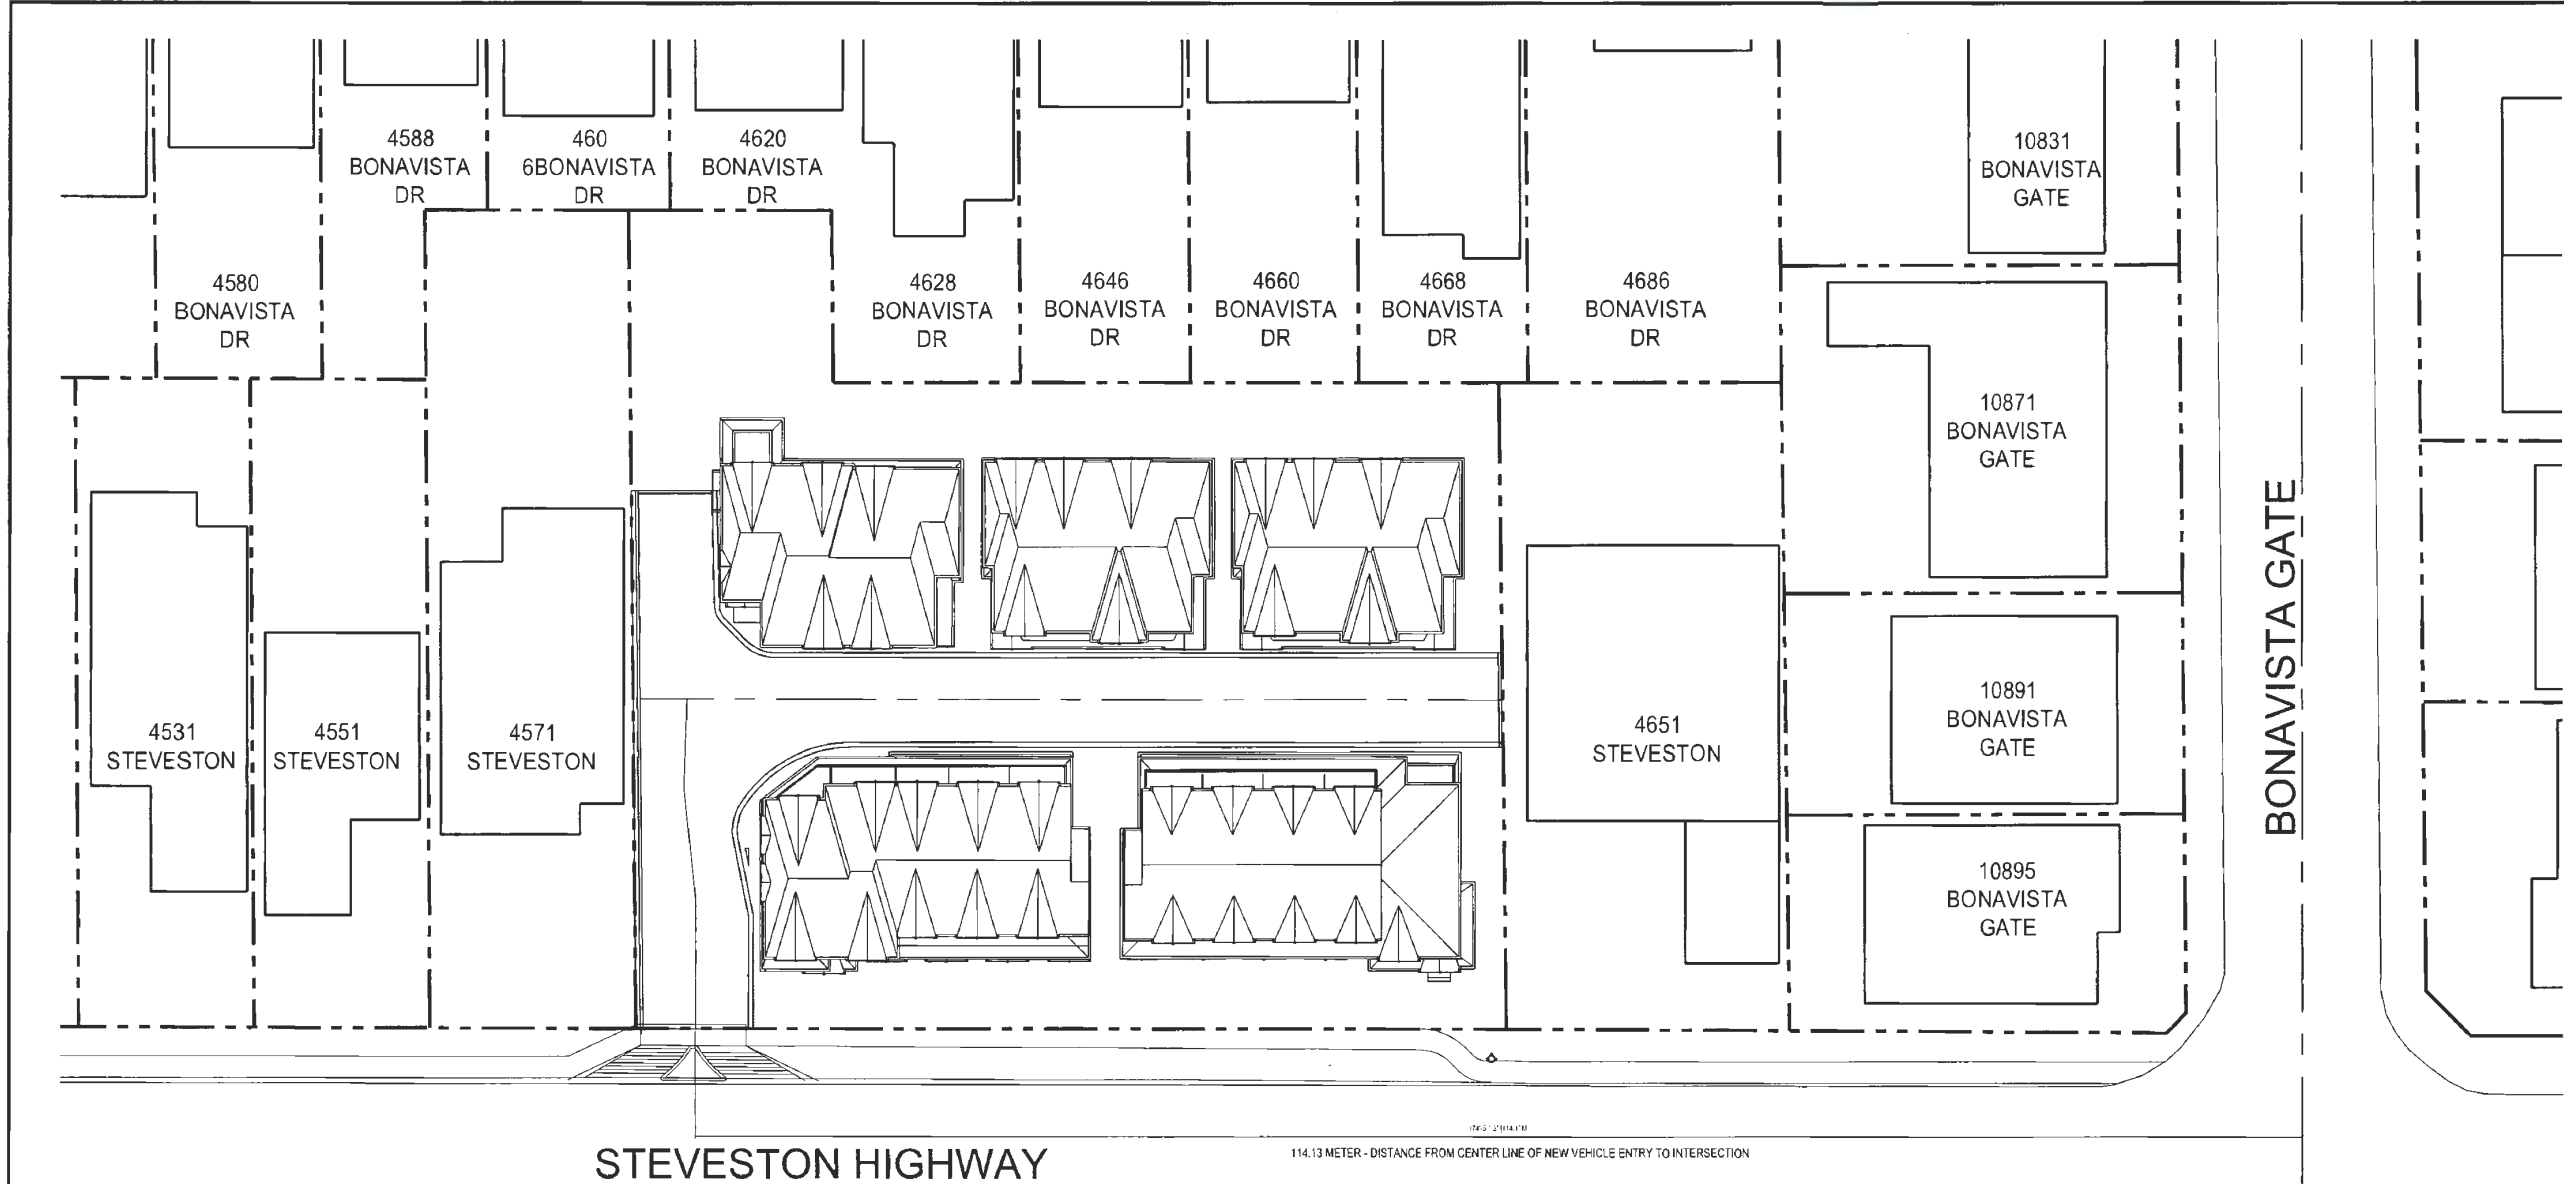 4588
BONAVISTA
DR
460
6BONAVISTA
DR
4620
BONAVISTA
DR
10831
BONAVISTA
GATE
4580
BONAVISTA
DR
4628
BONAVISTA
DR
4646
BONAVISTA
DR
4660
BONAVISTA
DR
4668
BONAVISTA
DR
4686
BONAVISTA
DR
10871
BONAVISTA
GATE
4531
STEVESTON
4551
STEVESTON
4571
STEVESTON
4651
STEVESTON
10891
BONAVISTA
GATE
BONAVISTA GATE
10895
BONAVISTA
GATE
114.13 METER - DISTANCE FROM CENTER LINE OF NEW VEHICLE ENTRY TO INTERSECTION
STEVESTON HIGHWAY